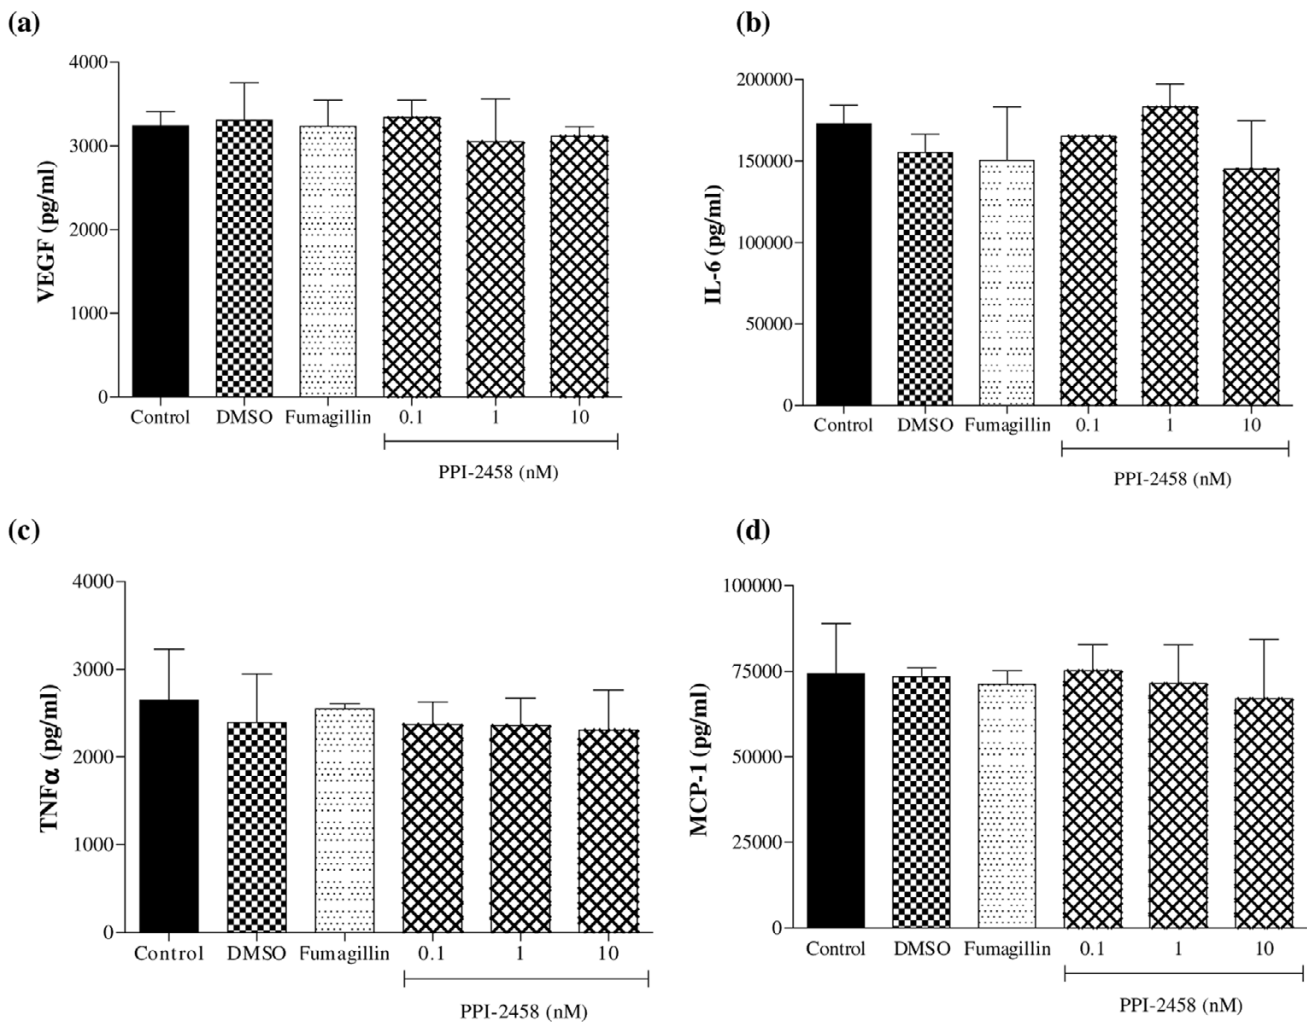 (a)
VEGF (pg/ml)
4000
3000
2000
1000
0
Control DMSO Fumagillin 0.1 1 10
PPI-2458 (nM)
(b)
IL-6 (pg/ml)
200000
150000
100000
50000
0
Control DMSO Fumagillin 0.1 1 10
PPI-2458 (nM)
(c)
TNFα (pg/ml)
4000
3000
2000
1000
0
Control DMSO Fumagillin 0.1 1 10
PPI-2458 (nM)
(d)
MCP-1 (pg/ml)
100000
75000
50000
25000
0
Control DMSO Fumagillin 0.1 1 10
PPI-2458 (nM)